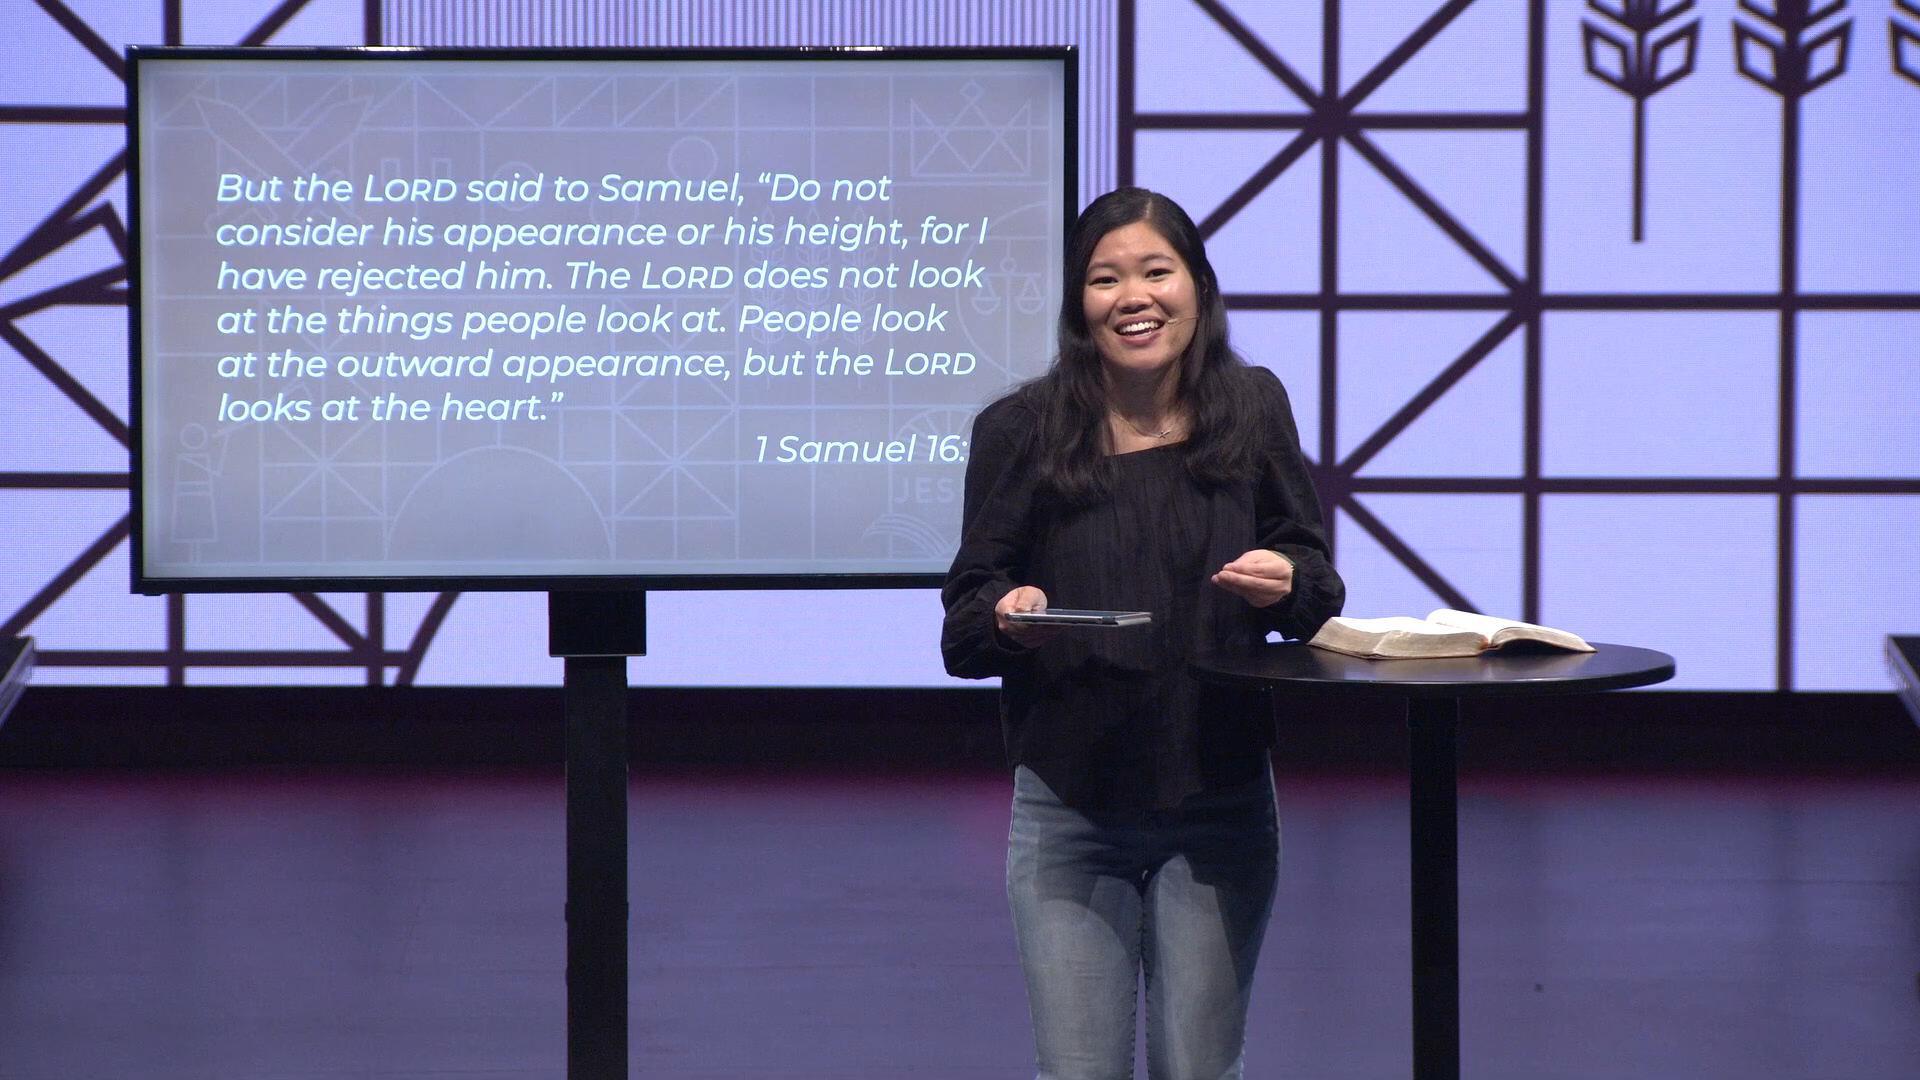 But the LORD said to Samuel, “Do not
consider his appearance or his height, for I
have rejected him. The LORD does not look
at the things people look at. People look
at the outward appearance, but the LORD
looks at the heart.”
1 Samuel 16:
JES